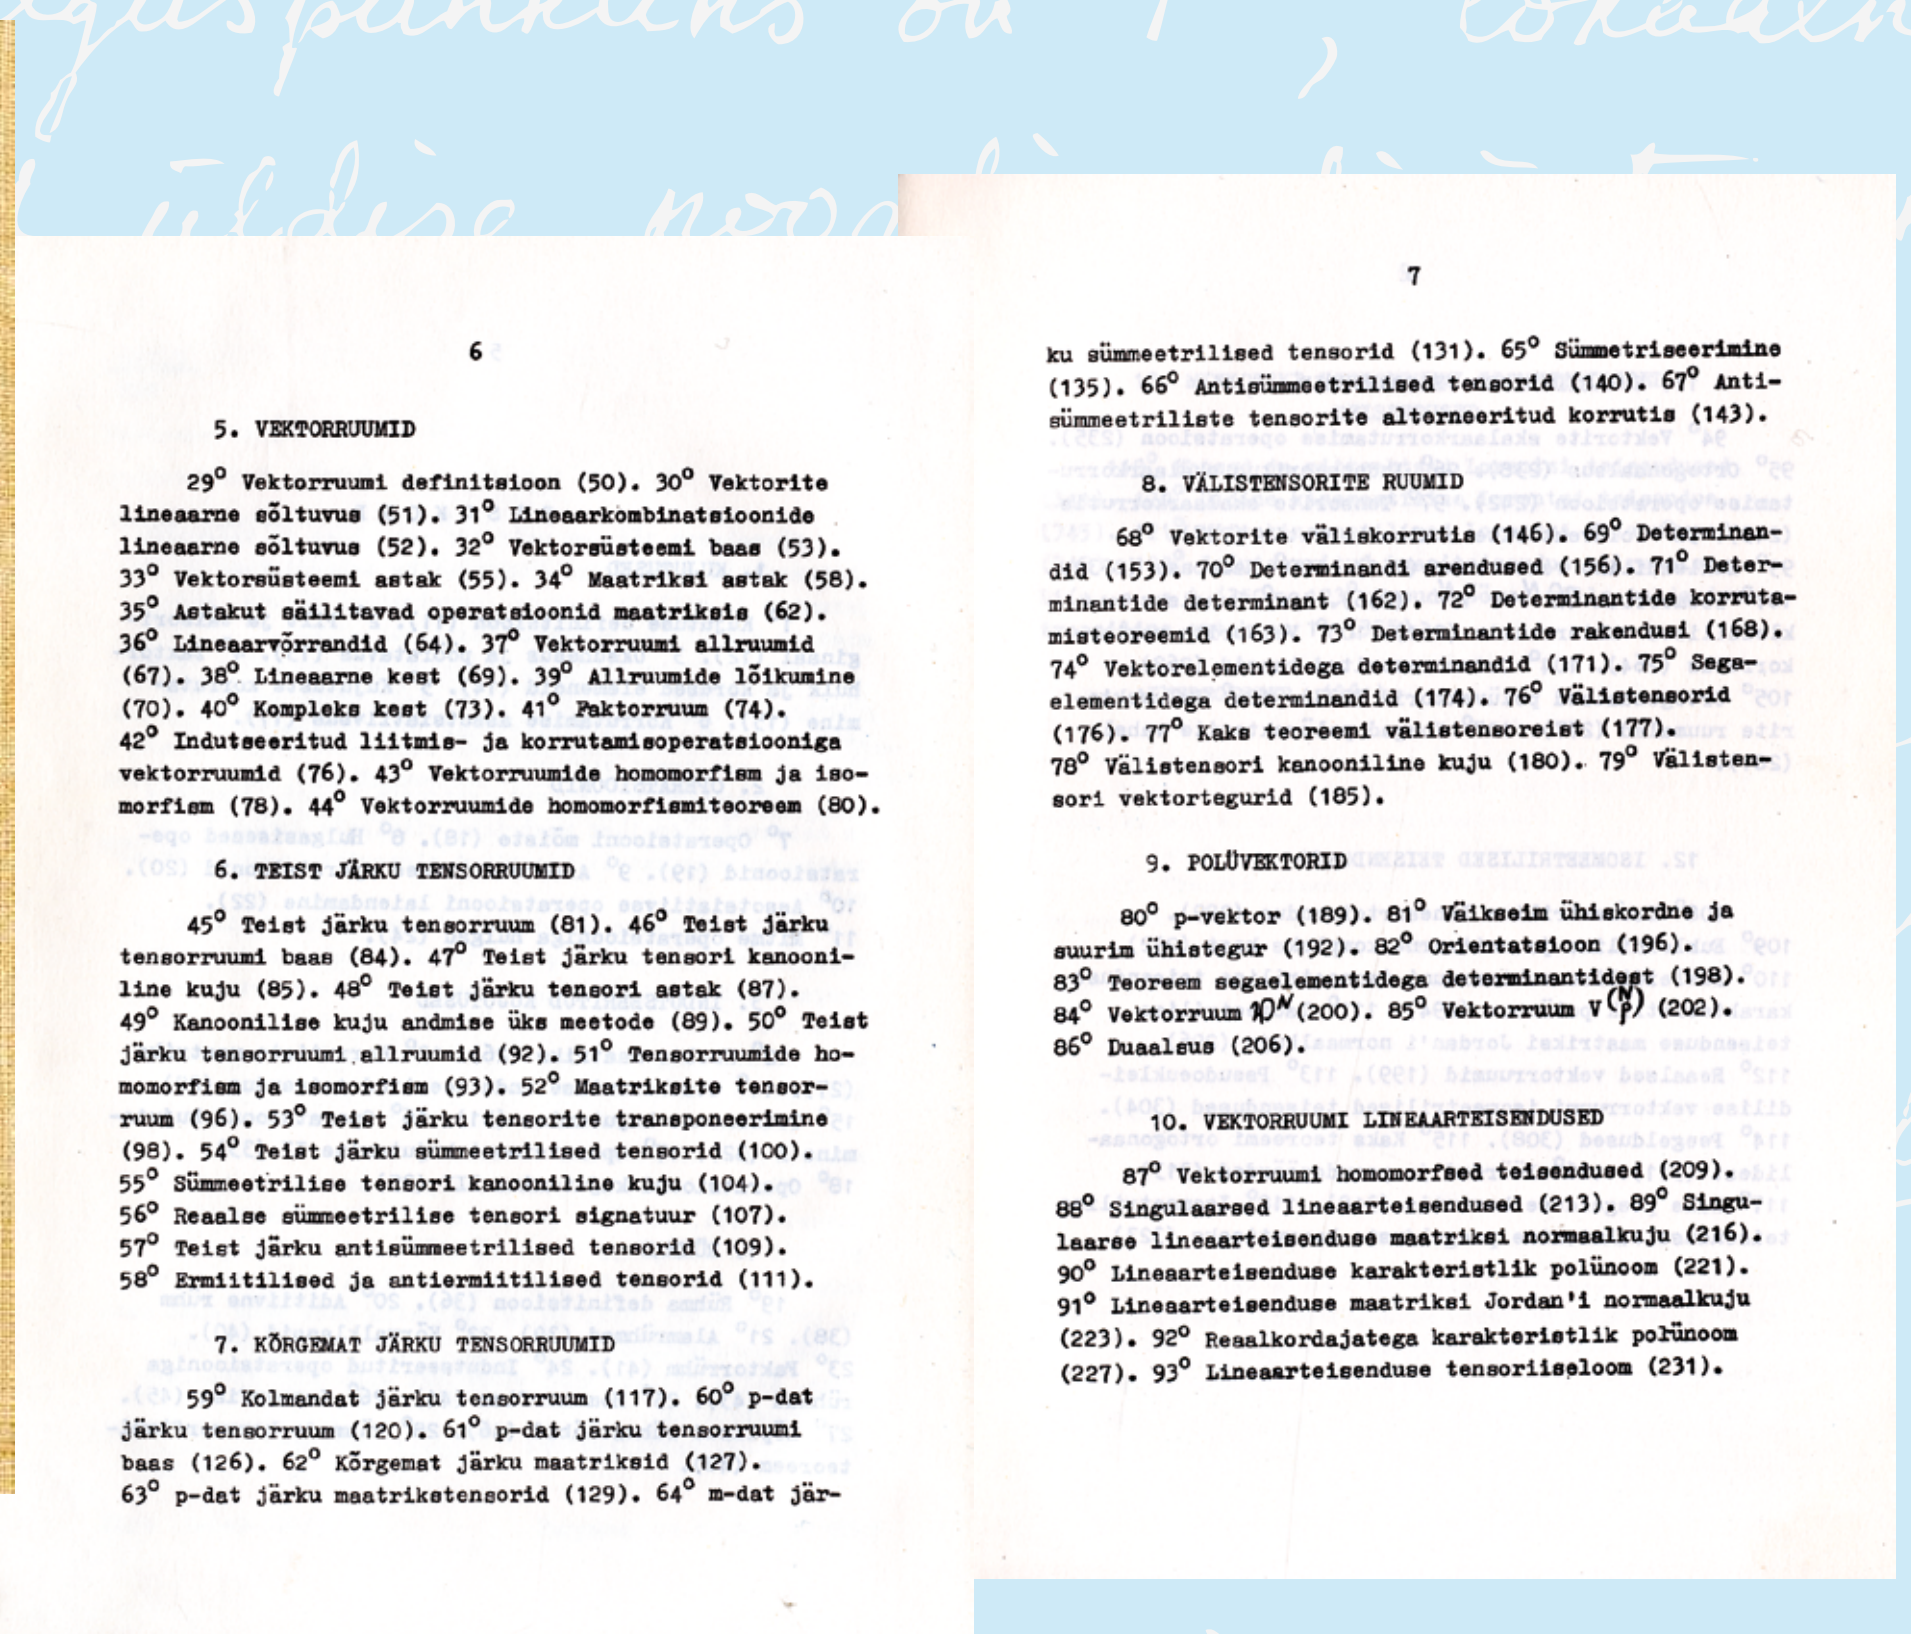 6
5. VEKTORRUUMID
29° Vektorruumi definitsioon (50). 30° Vektorite
lineaarne sõltuvus (51). 31° Lineaarkombinatsioonide
lineaarne sõltuvus (52). 32° Vektorsüsteemi baas (53).
33° Vektorsüsteemi astak (55). 34° Maatriksi astak (58).
35° Astakut säilitavad operatsioonid maatriksis (62).
36° Lineaarvõrrandid (64). 37° Vektorruumi allruumid
(67). 38° Lineaarne kest (69). 39° Allruumide lõikumine
(70). 40° Kompleks kest (73). 41° Faktorruum (74).
42° Indutseeritud liitmis- ja korrutamisoperatsiooniga
vektorruumid (76). 43° Vektorruumide homomorfism ja iso-
morfism (78). 44° Vektorruumide homomorfismiteoreem (80).
6. TEIST JÄRKU TENSORRUUMID
45° Teist järku tensorruum (81). 46° Teist järku
tensorruumi baas (84). 47° Teist järku tensori kanooni-
line kuju (85). 48° Teist järku tensori astak (87).
49° Kanoonilise kuju andmise üks meetode (89). 50° Teist
järku tensorruumi allruumid (92). 51° Tensorruumide ho-
momorfism ja isomorfism (93). 52° Maatriksite tensor-
ruum (96). 53° Teist järku tensorite transponeerimine
(98). 54° Teist järku sümmeetrilised tensorid (100).
55° Sümmeetrilise tensori kanooniline kuju (104).
56° Reaalse sümmeetrilise tensori signatuur (107).
57° Teist järku antisümmeetrilised tensorid (109).
58° Ermiitilised ja antiermiitilised tensorid (111).
7. KÕRGEMAT JÄRKU TENSORRUUMID
59° Kolmandat järku tensorruum (117). 60° p-dat
järku tensorruum (120). 61° p-dat järku tensorruumi
baas (126). 62° Kõrgemat järku maatriksid (127).
63° p-dat järku maatrikstensorid (129). 64° m-dat jär-
7
ku sümmeetrilised tensorid (131). 65° Sümmetriseerimine
(135). 66° Antisümmeetrilised tensorid (140). 67° Anti-
sümmeetriliste tensorite alterneeritud korrutis (143).
8. VÄLISTENSORITE RUUMID
68° Vektorite väliskorrutis (146). 69° Determinan-
did (153). 70° Determinandi arendused (156). 71° Deter-
minantide determinant (162). 72° Determinantide korruta-
misteoreemid (163). 73° Determinantide rakendusi (168).
74° Vektorelementidega determinandid (171). 75° Sega-
elementidega determinandid (174). 76° Välistensorid
(176). 77° Kaks teoreemi välistensoreist (177).
78° Välistensori kanooniline kuju (180). 79° Välisten-
sori vektortegurid (185).
9. POLÜVEKTORID
80° p-vektor (189). 81° Väikseim ühiskordne ja
suurim ühistegur (192). 82° Orientatsioon (196).
83° Teoreem segaelementidega determinantidest (198).
84° Vektorruum (200). 85° Vektorruum V(N p) (202).
86° Duaalsus (206).
10. VEKTORRUUMI LINEAARTEISENDUSED
87° Vektorruumi homomorfsed teisendused (209).
88° Singulaarsed lineaarteisendused (213). 89° Singu-
laarse lineaarteisenduse maatriksi normaalkuju (216).
90° Lineaarteisenduse karakteristlik polünoom (221).
91° Lineaarteisenduse maatriksi Jordan'i normaalkuju
(223). 92° Reaalkordajatega karakteristlik polünoom
(227). 93° Lineaarteisenduse tensoriiseloom (231).